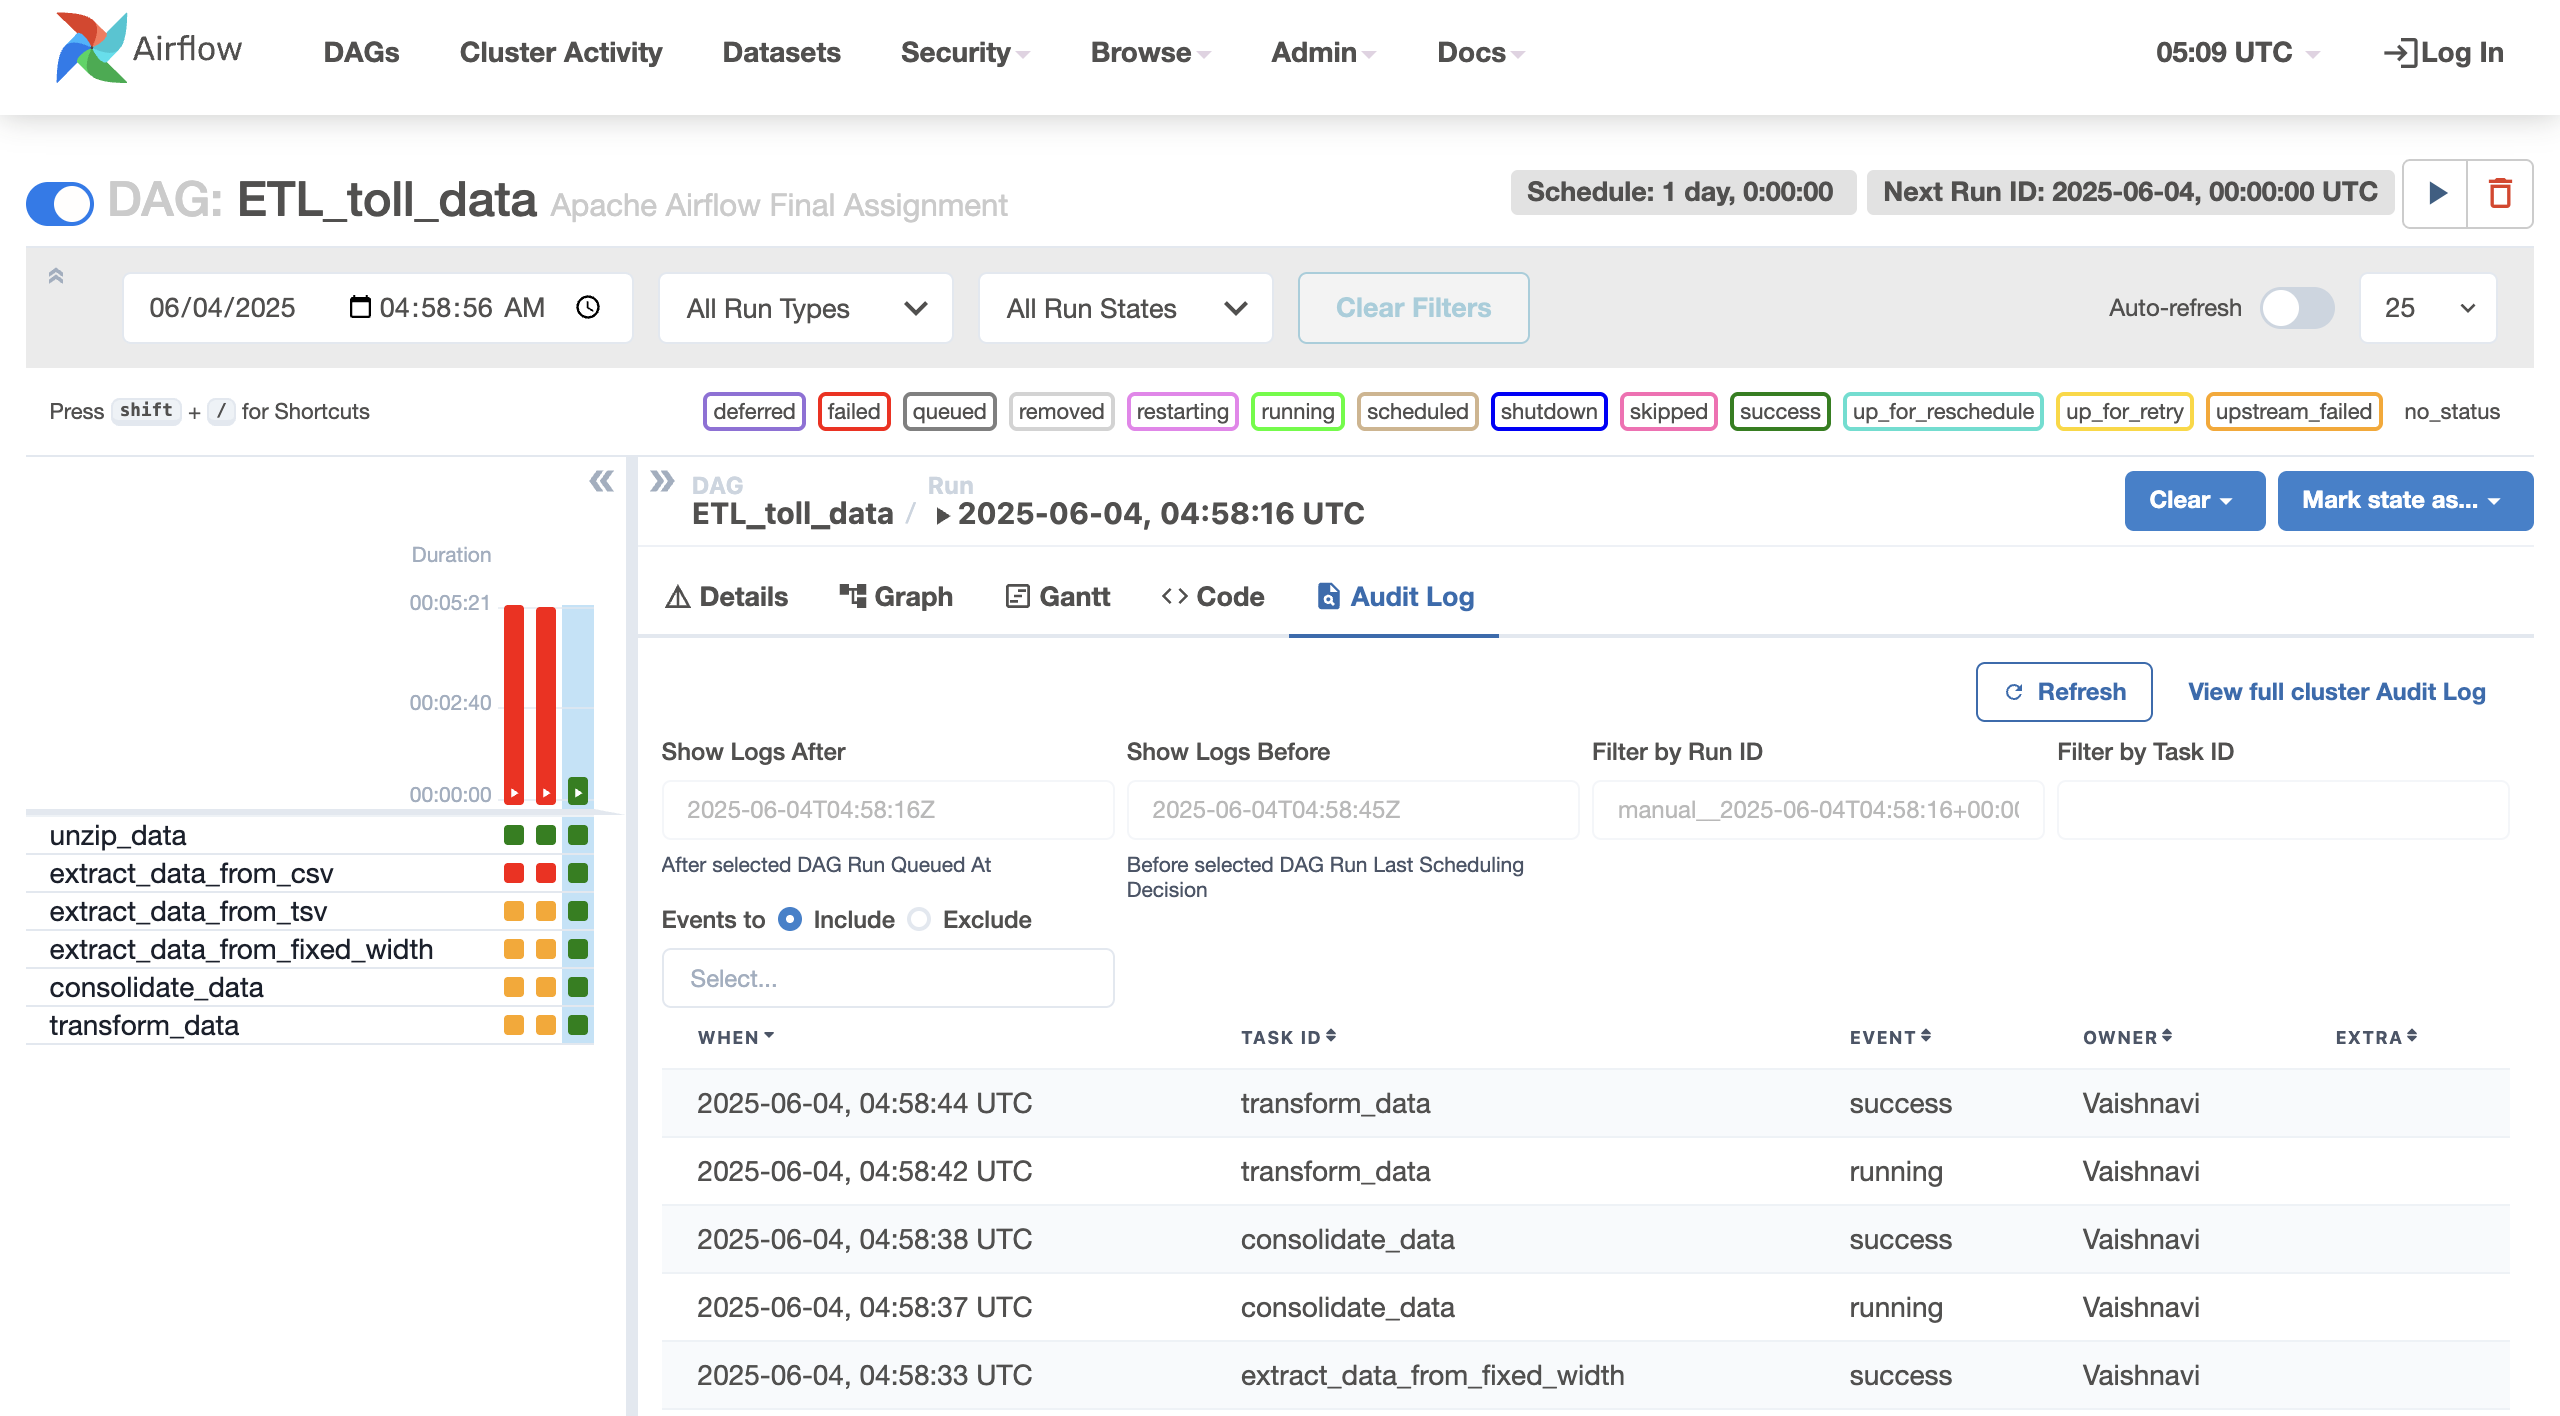 Airflow DAGs Cluster Activity Datasets Security Browse Admin Docs 05:09 UTC Log In
DAG: ETL_toll_data Apache Airflow Final Assignment Schedule: 1 day, 0:00:00 Next Run ID: 2025-06-04, 00:00:00 UTC
06/04/2025 04:58:56 AM All Run Types All Run States Clear Filters Auto-refresh 25
Press shift + / for Shortcuts deferred failed queued removed restarting running scheduled shutdown skipped success up_for_reschedule up_for_retry upstream_failed no_status
Duration
00:05:21
00:02:40
00:00:00
unzip_data
extract_data_from_csv
extract_data_from_tsv
extract_data_from_fixed_width
consolidate_data
transform_data
DAG Run
ETL_toll_data / 2025-06-04, 04:58:16 UTC
Clear Mark state as...
Details Graph Gantt Code Audit Log
Refresh View full cluster Audit Log
Show Logs After Show Logs Before Filter by Run ID Filter by Task ID
2025-06-04T04:58:16Z 2025-06-04T04:58:45Z manual__2025-06-04T04:58:16+00:0
After selected DAG Run Queued At Before selected DAG Run Last Scheduling
Decision
Events to Include Exclude
Select...
WHEN TASK ID EVENT OWNER EXTRA
2025-06-04, 04:58:44 UTC transform_data success Vaishnavi
2025-06-04, 04:58:42 UTC transform_data running Vaishnavi
2025-06-04, 04:58:38 UTC consolidate_data success Vaishnavi
2025-06-04, 04:58:37 UTC consolidate_data running Vaishnavi
2025-06-04, 04:58:33 UTC extract_data_from_fixed_width success Vaishnavi